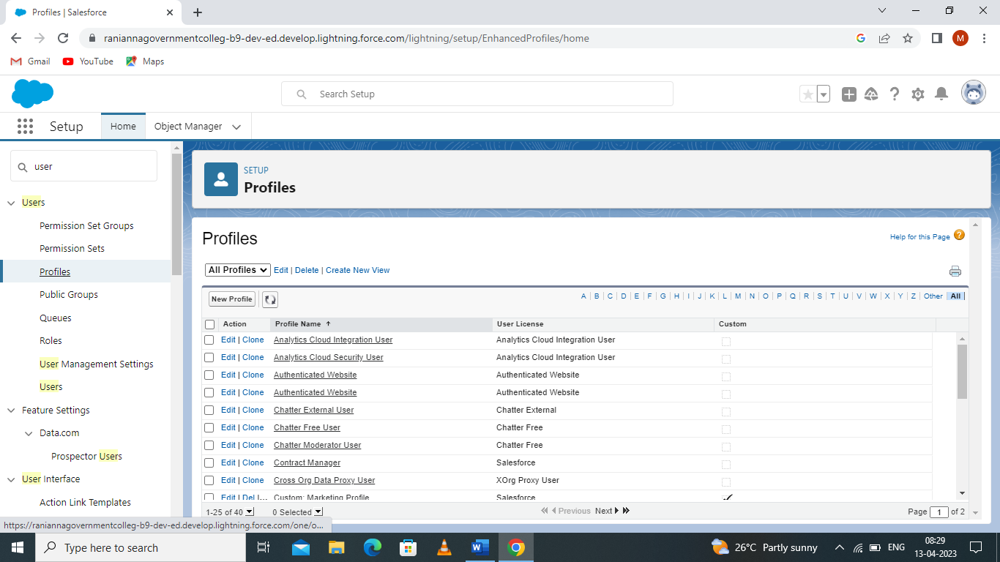 Profiles | Salesforce
raniannagovernmentcolleg-b9-dev-ed.develop.lightning.force.com/lightning/setup/EnhancedProfiles/home
M
Gmail YouTube Maps
Search Setup
Setup Home Object Manager
user
Users
Permission Set Groups
Permission Sets
Profiles
Public Groups
Queues
Roles
User Management Settings
Users
Feature Settings
Data.com
Prospector Users
User Interface
Action Link Templates
SETUP
Profiles
Profiles
Help for this Page ?
All Profiles Edit | Delete | Create New View
New Profile A B C D E F G H I J K L M N O P Q R S T U V W X Y Z Other All
Action Profile Name User License Custom
Edit | Clone Analytics Cloud Integration User Analytics Cloud Integration User
Edit | Clone Analytics Cloud Security User Analytics Cloud Integration User
Edit | Clone Authenticated Website Authenticated Website
Edit | Clone Authenticated Website Authenticated Website
Edit | Clone Chatter External User Chatter External
Edit | Clone Chatter Free User Chatter Free
Edit | Clone Chatter Moderator User Chatter Free
Edit | Clone Contract Manager Salesforce
Edit | Clone Cross Org Data Proxy User XOrg Proxy User
Edit | Del |... Custom: Marketing Profile Salesforce
1-25 of 40 0 Selected Previous Next Page 1 of 2
https://raniannagovernmentcolleg-b9-dev-ed.develop.lightning.force.com/one/o...
Type here to search
26°C Partly sunny
ENG
08:29
13-04-2023